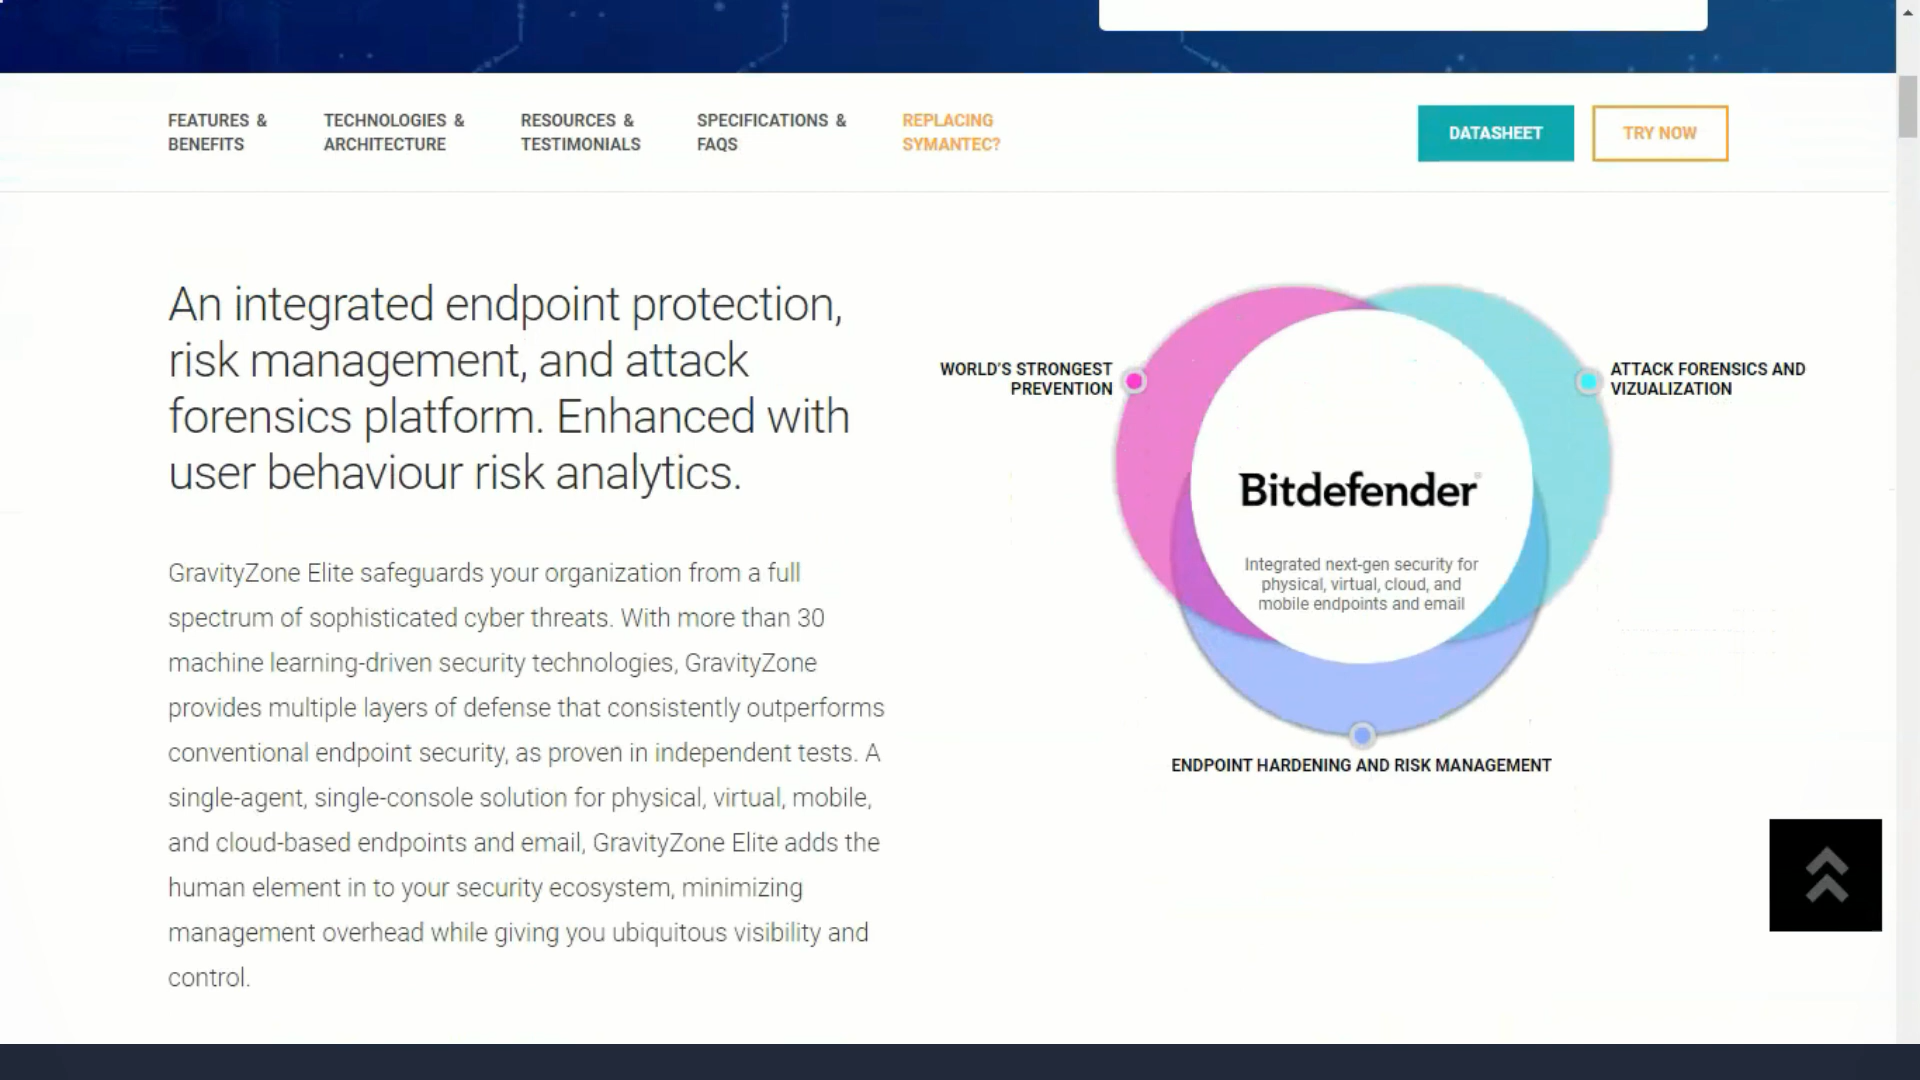 FEATURES &
BENEFITS
TECHNOLOGIES &
ARCHITECTURE
RESOURCES &
TESTIMONIALS
SPECIFICATIONS &
FAQS
REPLACING
SYMANTEC?
DATASHEET
TRY NOW
An integrated endpoint protection,
risk management, and attack
forensics platform. Enhanced with
user behaviour risk analytics.
GravityZone Elite safeguards your organization from a full
spectrum of sophisticated cyber threats. With more than 30
machine learning-driven security technologies, GravityZone
provides multiple layers of defense that consistently outperforms
conventional endpoint security, as proven in independent tests. A
single-agent, single-console solution for physical, virtual, mobile,
and cloud-based endpoints and email, GravityZone Elite adds the
human element in to your security ecosystem, minimizing
management overhead while giving you ubiquitous visibility and
control.
WORLD'S STRONGEST
PREVENTION
ATTACK FORENSICS AND
VIZUALIZATION
Bitdefender
Integrated next-gen security for
physical, virtual, cloud, and
mobile endpoints and email
ENDPOINT HARDENING AND RISK MANAGEMENT